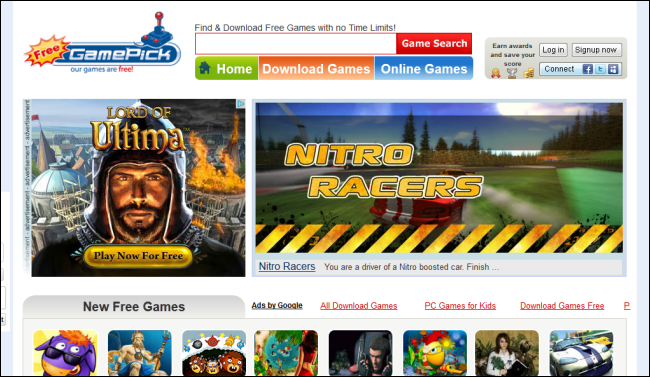 Free
GamePick
our games are free!
Find & Download Free Games with no Time Limits!
Game Search
Home
Download Games
Online Games
Earn awards
and save your
score
Log in
Signup now
Connect
advertisement - advertisement - advertisement - advertisement
LORD OF
Ultima
Play Now For Free
NITRO
RACERS
Nitro Racers
You are a driver of a Nitro boosted car. Finish ...
New Free Games
Ads by Google
All Download Games
PC Games for Kids
Download Games Free
P